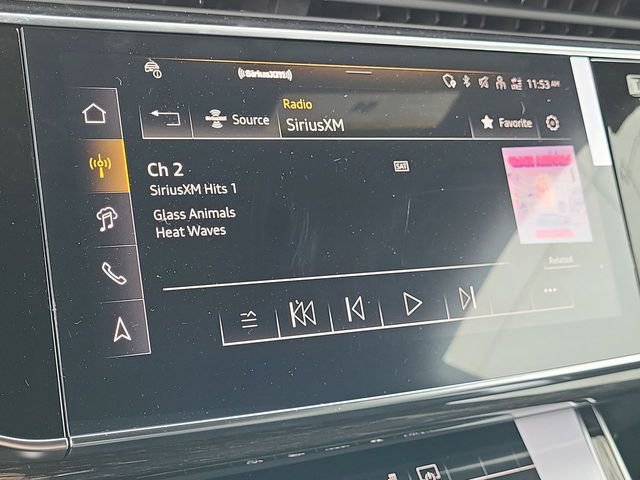 ((SiriusXM))
11:53 AM
Radio
Source
SiriusXM
Favorite
Ch 2
SAT
SiriusXM Hits 1
Glass Animals
Heat Waves
Related